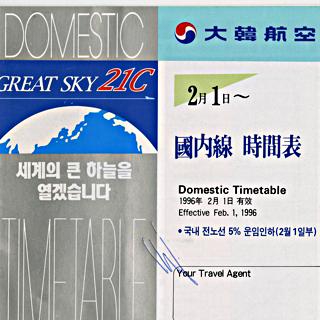 DOMESTIC
GREAT SKY 21C
세계의 큰 하늘을
열겠습니다
TIMETABLE
大韓航空
2月1日~
國內線 時間表
Domestic Timetable
1996年 2月 1日 有效
Effective Feb. 1, 1996
• 국내 전노선 5% 운임인하(2월 1일부)
Your Travel Agent